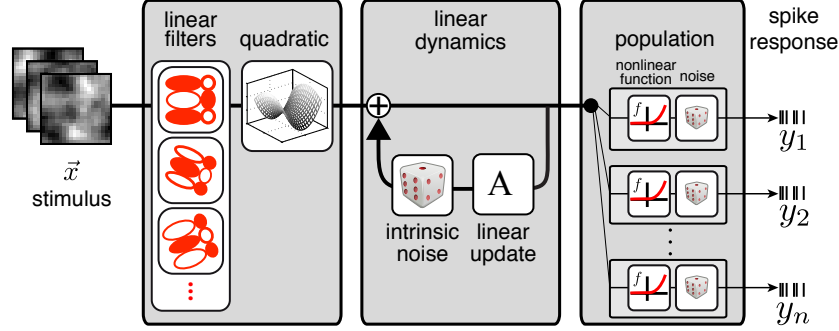 linear
filters
quadratic
linear
dynamics
population
spike
response
nonlinear
function
noise
f
y1
x⃗
stimulus
A
intrinsic
noise
linear
update
f
y2
f
yn